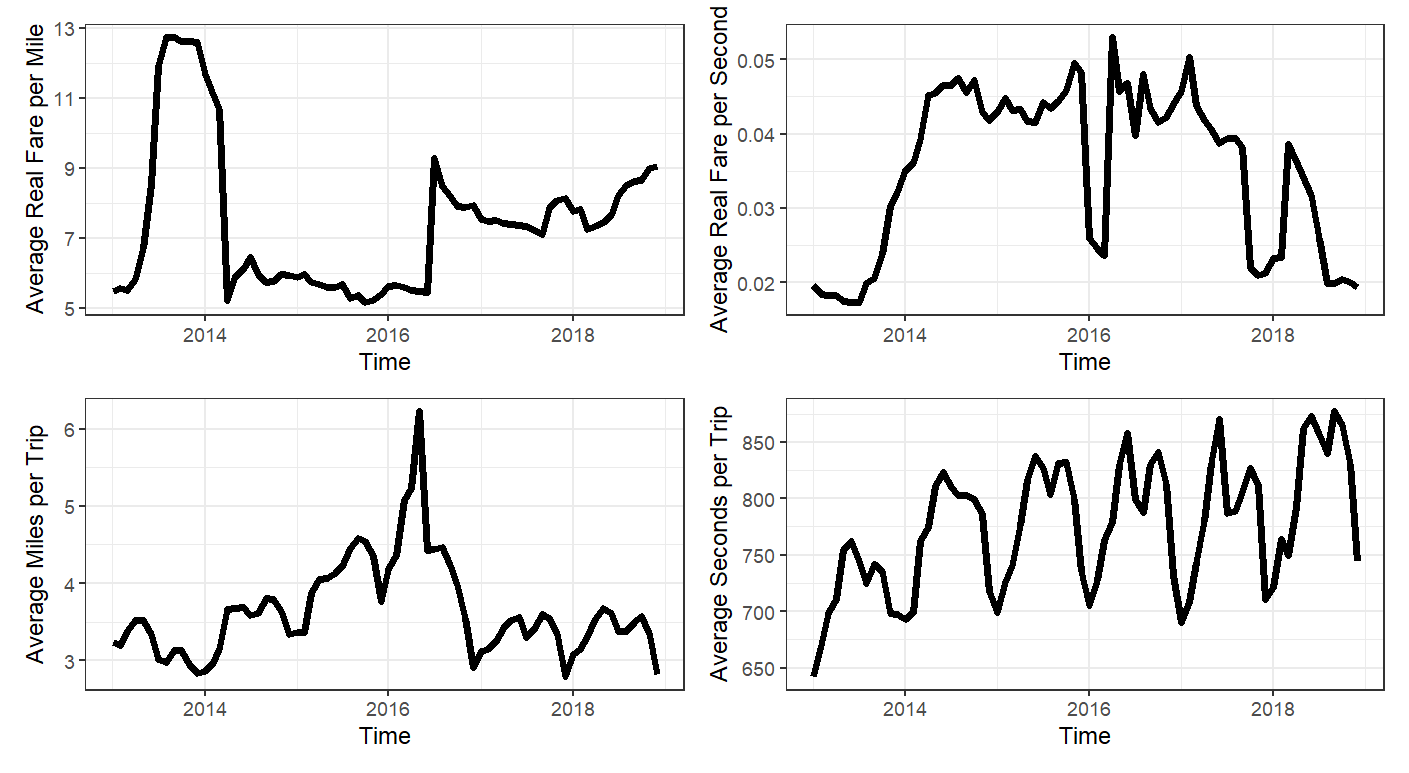 Average Real Fare per Mile
13
11
9
7
5
2014 2016 2018
Time
Average Real Fare per Second
0.05
0.04
0.03
0.02
2014 2016 2018
Time
Average Miles per Trip
6
5
4
3
2014 2016 2018
Time
Average Seconds per Trip
850
800
750
700
650
2014 2016 2018
Time